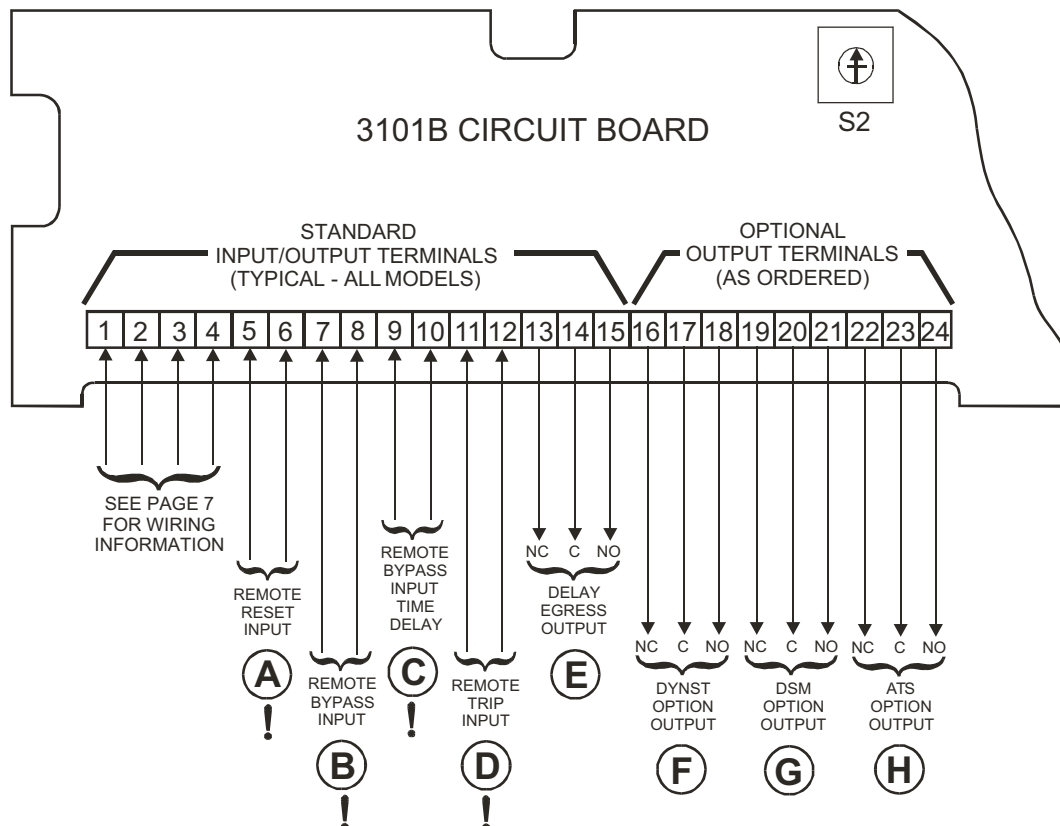 S2
3101B CIRCUIT BOARD
STANDARD
INPUT/OUTPUT TERMINALS
(TYPICAL - ALL MODELS)
OPTIONAL
OUTPUT TERMINALS
(AS ORDERED)
1 2 3 4 5 6 7 8 9 10 11 12 13 14 15 16 17 18 19 20 21 22 23 24
SEE PAGE 7
FOR WIRING
INFORMATION
REMOTE
RESET
INPUT
A
!
REMOTE
BYPASS
INPUT
B
!
REMOTE
BYPASS
INPUT
TIME
DELAY
C
!
REMOTE
TRIP
INPUT
D
!
NC C NO
DELAY
EGRESS
OUTPUT
E
NC C NO
DYNST
OPTION
OUTPUT
F
NC C NO
DSM
OPTION
OUTPUT
G
NC C NO
ATS
OPTION
OUTPUT
H